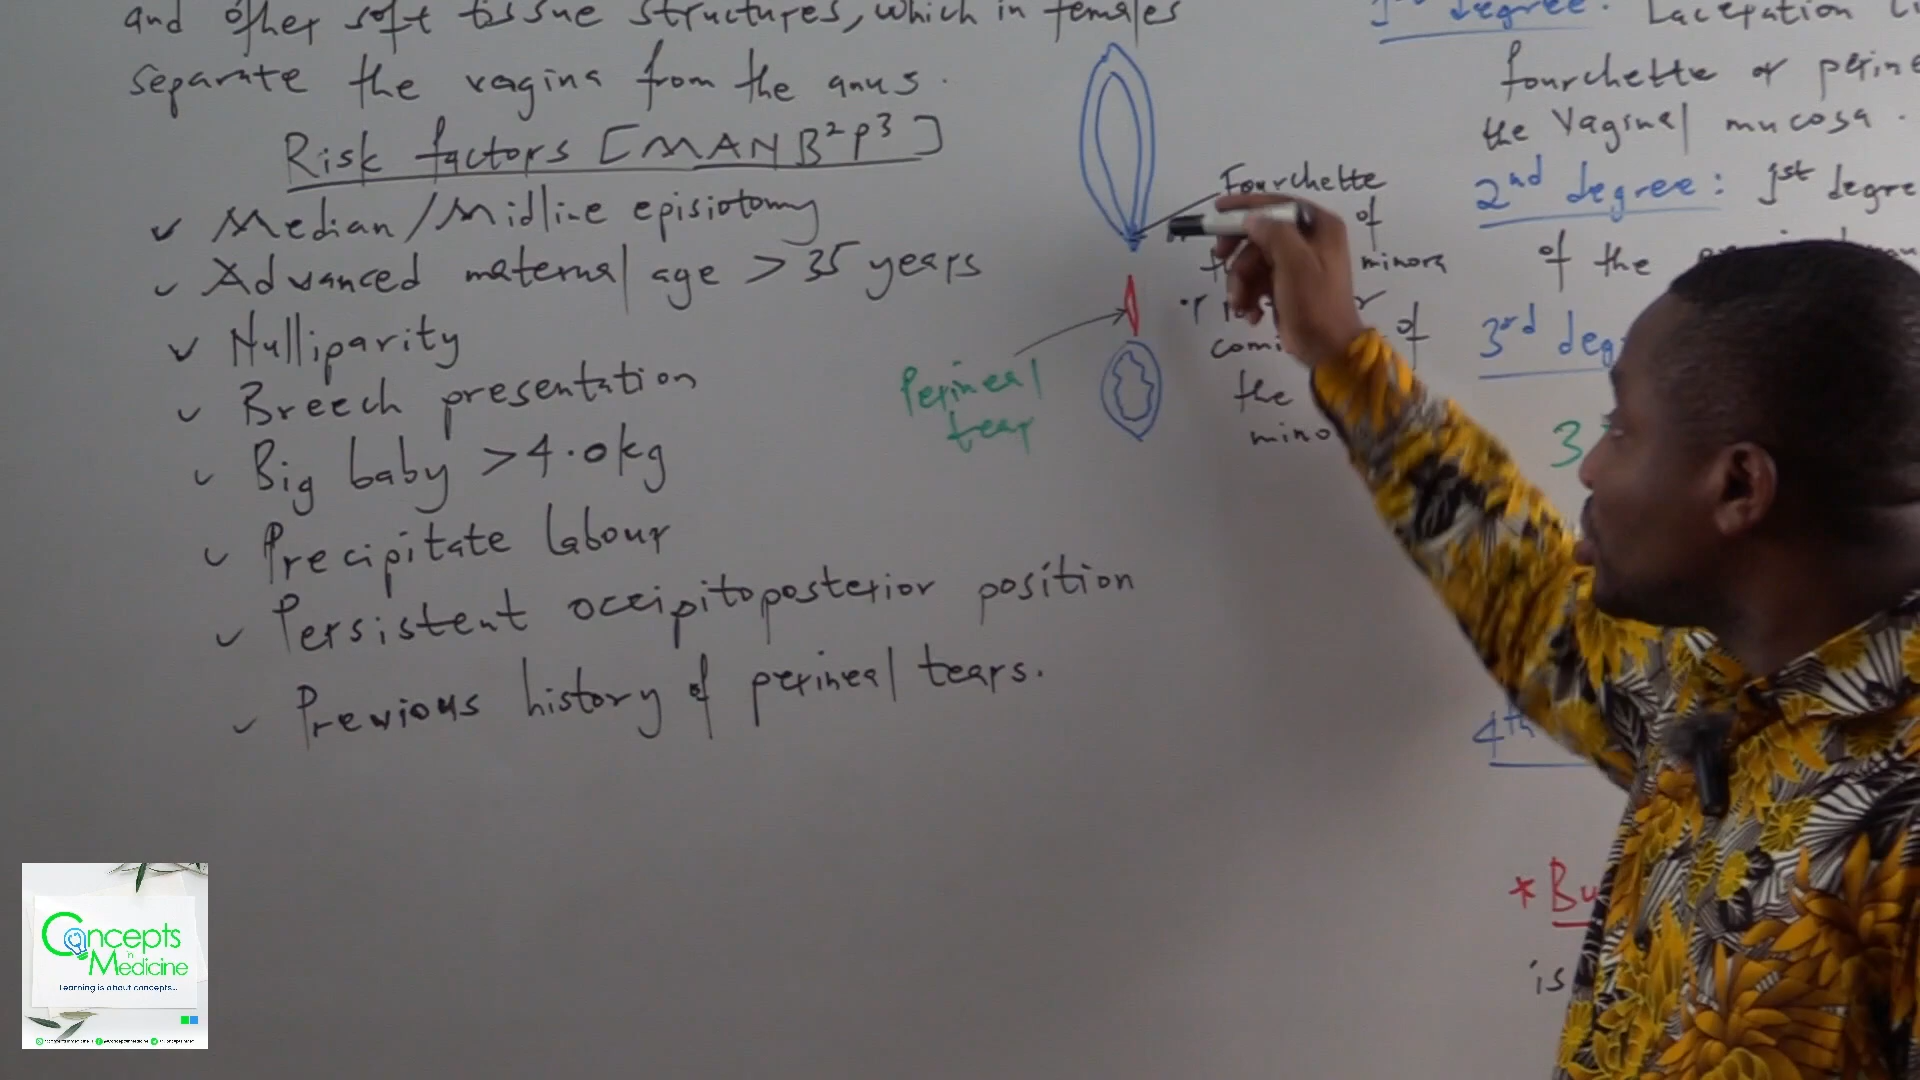 and other soft tissue structures, which in females
separate the vagina from the anus.
Risk factors [MANB²P³]
✓ Median/Midline episiotomy
✓ Advanced maternal age > 35 years
✓ Nulliparity
✓ Breech presentation
✓ Big baby > 4.0kg
✓ Precipitate labour
✓ Persistent occipitoposterior position
✓ Previous history of perineal tears.
Fourchette
of
minora
of
comi
the
mino
Perineal
tear
1st degree: Laceration
fourchette or perine
the vaginal mucosa.
2nd degree: 1st degre
of the
3rd deg
3
4th
* Bu
is
Concepts
in
Medicine
Learning is about concepts...